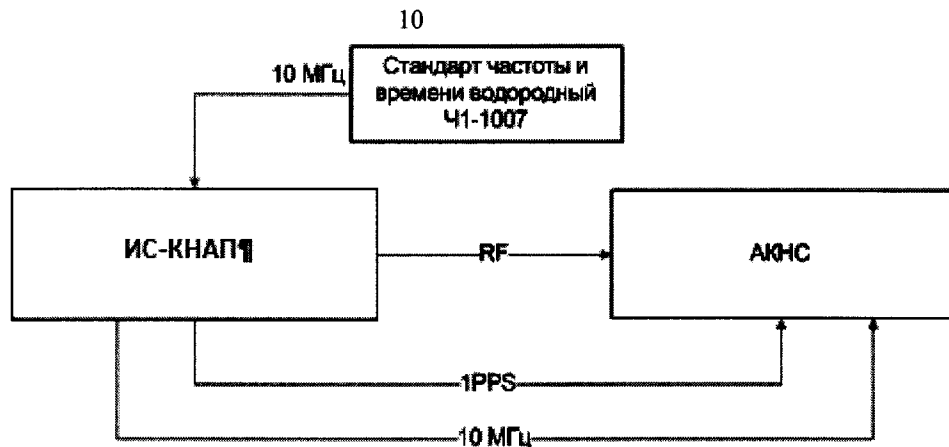 10
10 МГц
Стандарт частоты и
времени водородный
Ч1-1007
ИС-КНАП¶
RF
АКНС
1PPS
10 МГц